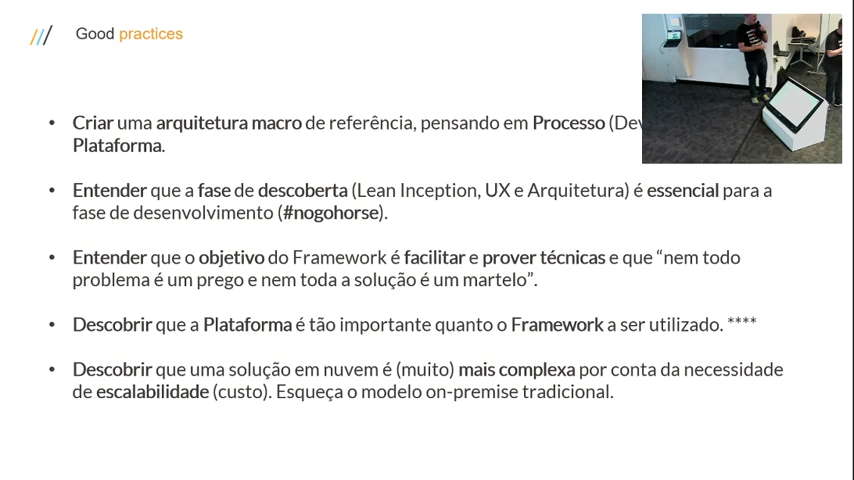 Good practices
• Criar uma arquitetura macro de referência, pensando em Processo
Plataforma.
• Entender que a fase de descoberta (Lean Inception, UX e Arquitetura) é essencial para a
fase de desenvolvimento (#nogohorse).
• Entender que o objetivo do Framework é facilitar e prover técnicas e que “nem todo
problema é um prego e nem toda a solução é um martelo”.
• Descobrir que a Plataforma é tão importante quanto o Framework a ser utilizado. ****
• Descobrir que uma solução em nuvem é (muito) mais complexa por conta da necessidade
de escalabilidade (custo). Esqueça o modelo on-premise tradicional.